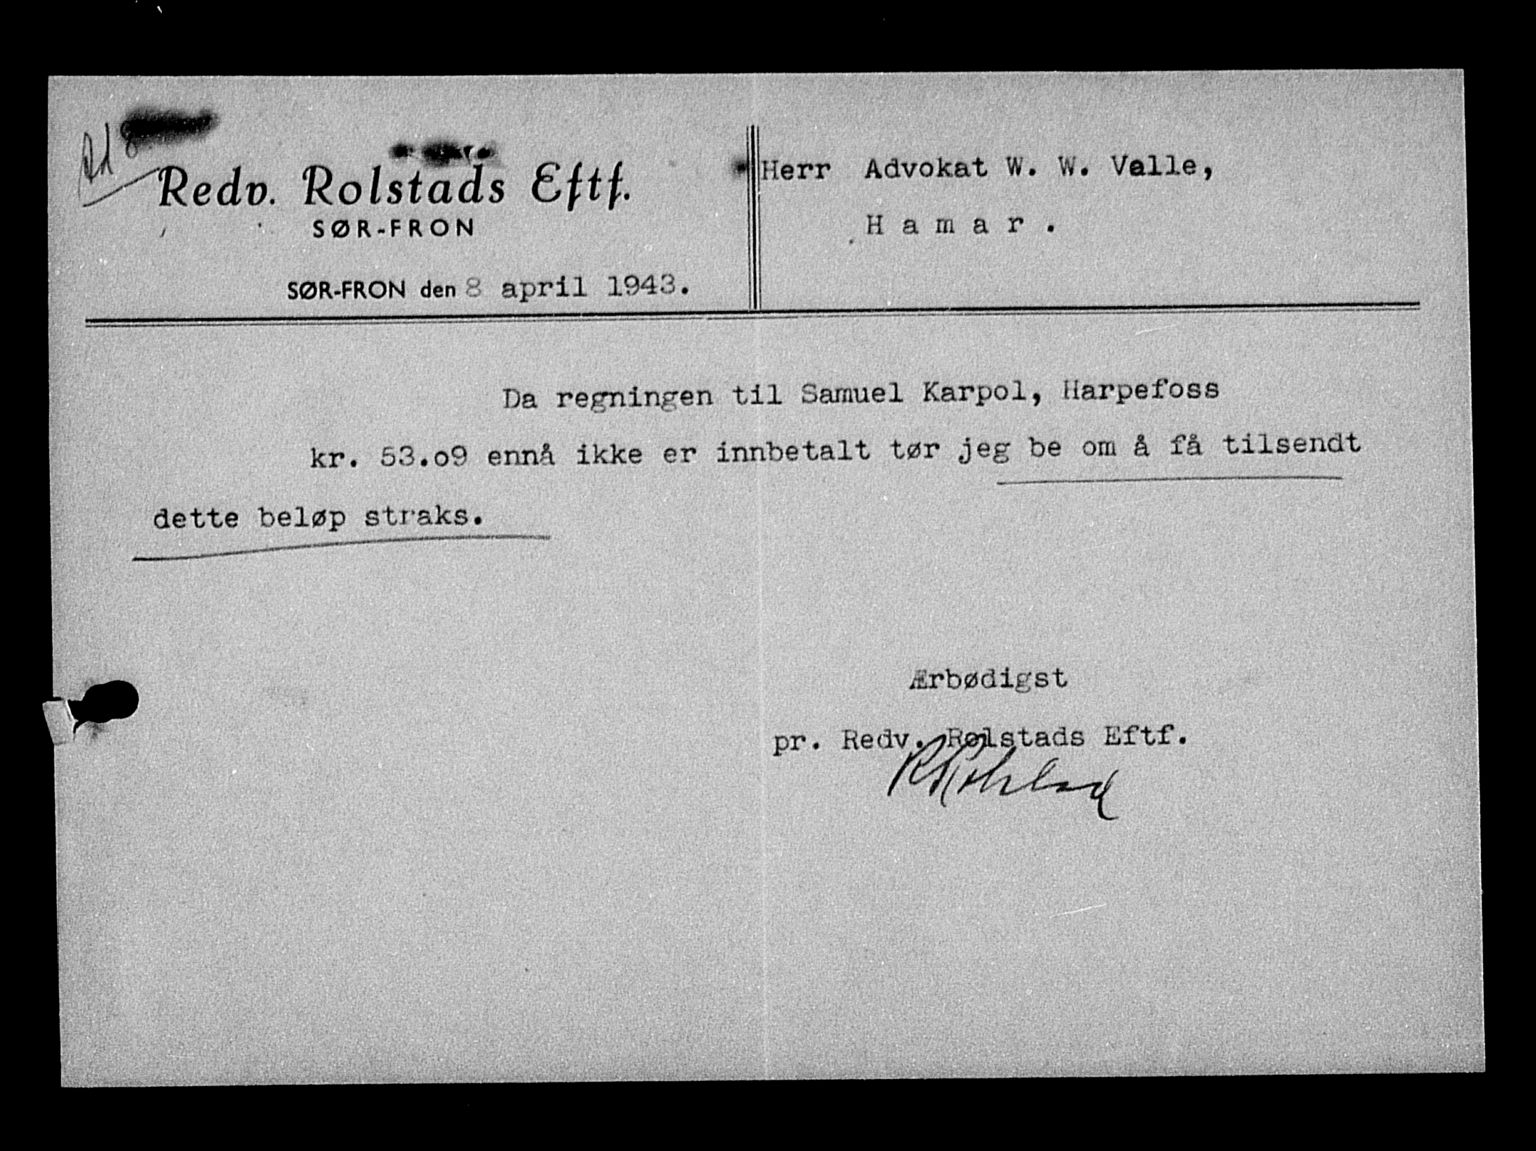 Redv. Rolstads Eftf.
SØR-FRON
SØR-FRON den 8 april 1943.
Herr Advokat W. W. Valle,
Hamar.
Da regningen til Samuel Karpol, Harpefoss
kr. 53.o9 ennå ikke er innbetalt tør jeg be om å få tilsendt
dette beløp straks.
Ærbødigst
pr. Redv. Rolstads Eftf.